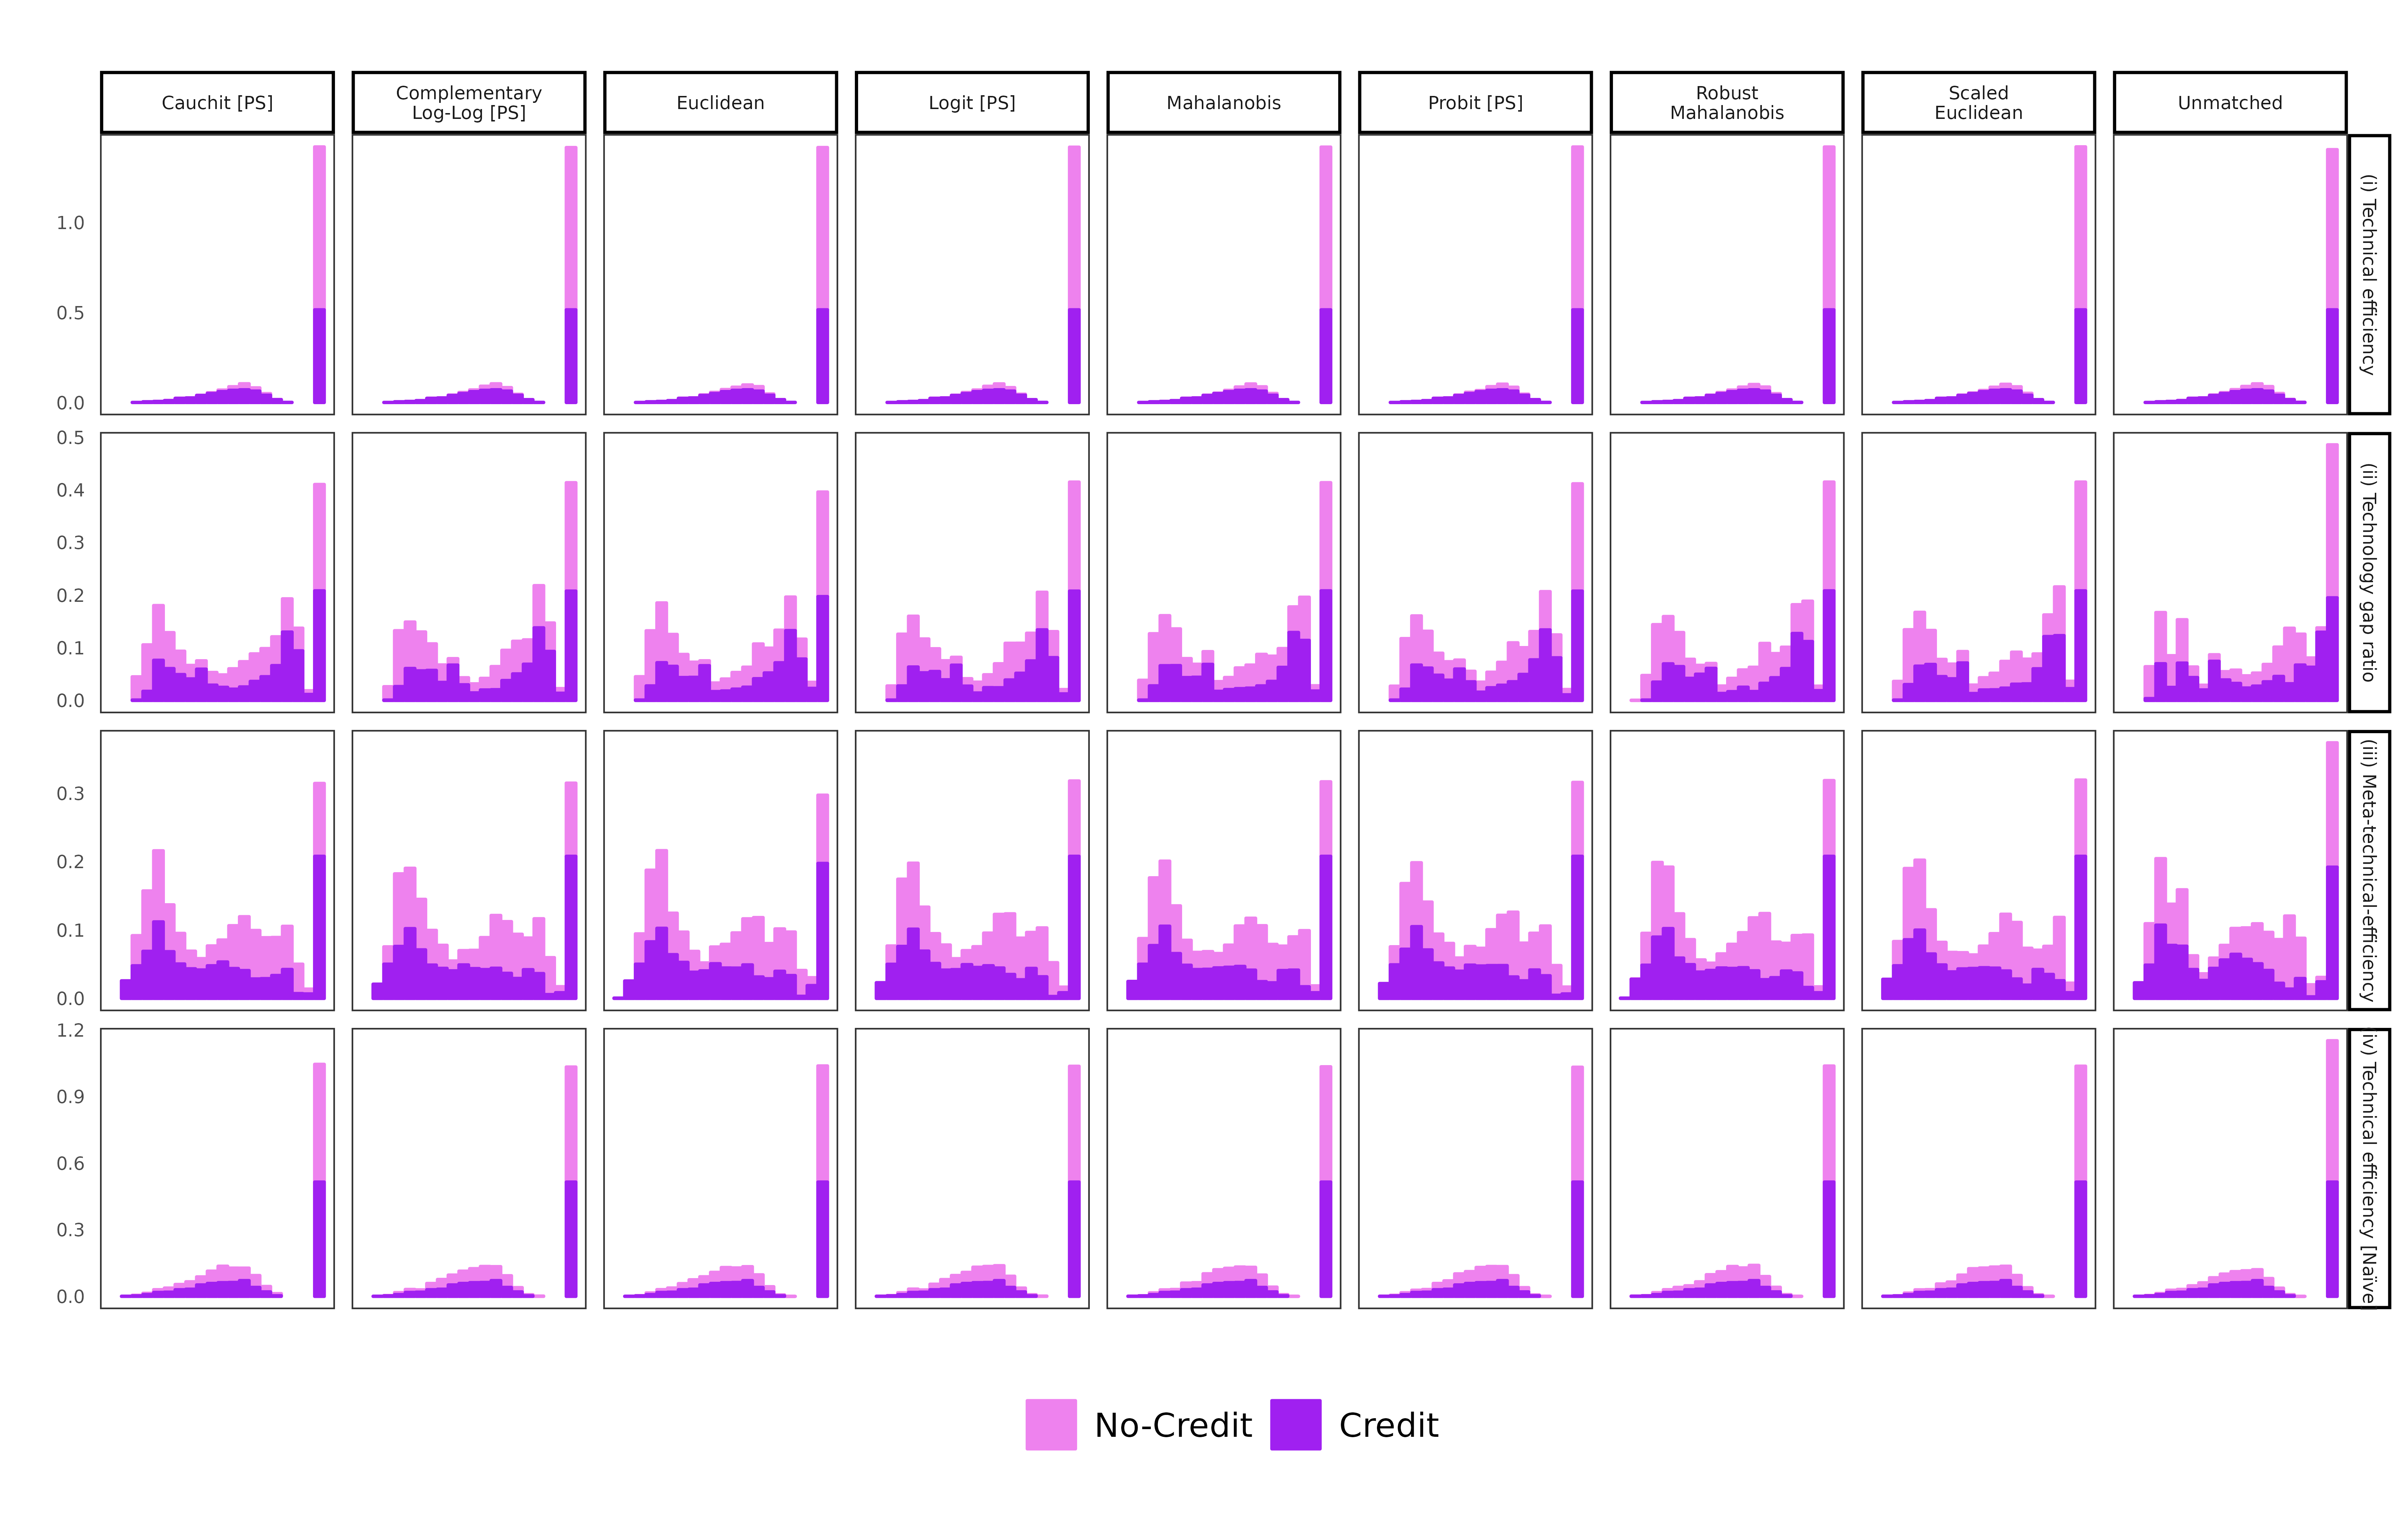 Cauchit [PS]
Complementary
Log-Log [PS]
Euclidean
Logit [PS]
Mahalanobis
Probit [PS]
Robust
Mahalanobis
Scaled
Euclidean
Unmatched
1.0
0.5
0.0
(i) Technical efficiency
0.5
0.4
0.3
0.2
0.1
0.0
(ii) Technology gap ratio
0.3
0.2
0.1
0.0
(iii) Meta-technical-efficiency
1.2
0.9
0.6
0.3
0.0
iv) Technical efficiency [Naïve
No-Credit
Credit